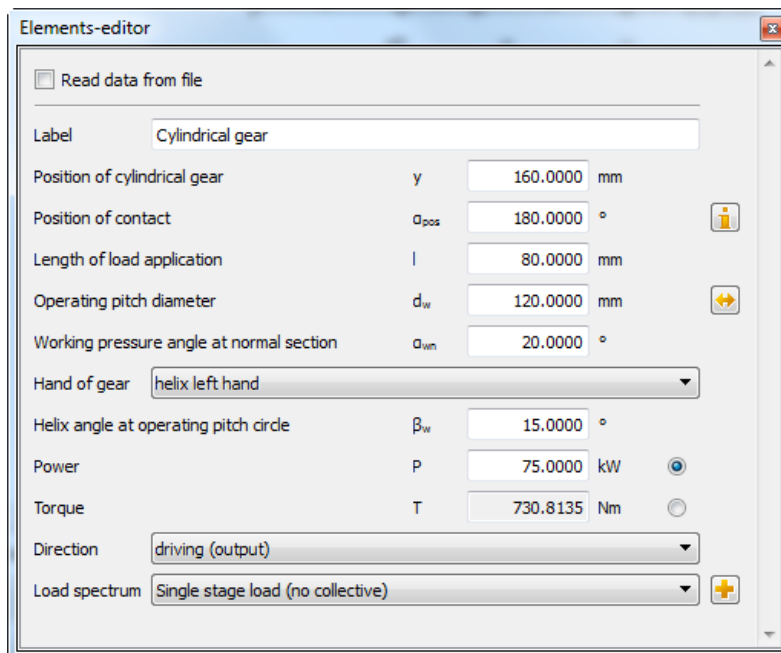 Elements-editor
Read data from file
Label Cylindrical gear
Position of cylindrical gear y 160.0000 mm
Position of contact αpos 180.0000 °
Length of load application l 80.0000 mm
Operating pitch diameter dw 120.0000 mm
Working pressure angle at normal section αwn 20.0000 °
Hand of gear helix left hand
Helix angle at operating pitch circle βw 15.0000 °
Power P 75.0000 kW
Torque T 730.8135 Nm
Direction driving (output)
Load spectrum Single stage load (no collective)